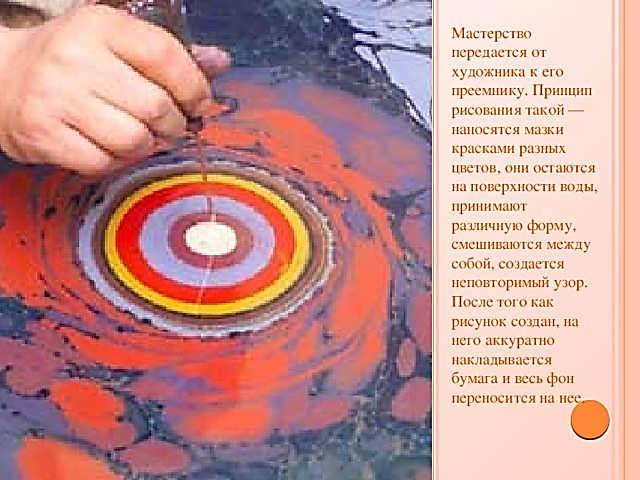 Мастерство
передается от
художника к его
преемнику. Принцип
рисования такой —
наносятся мазки
красками разных
цветов, они остаются
на поверхности воды,
принимают
различную форму,
смешиваются между
собой, создается
неповторимый узор.
После того как
рисунок создан, на
него аккуратно
накладывается
бумага и весь фон
переносится на нее.